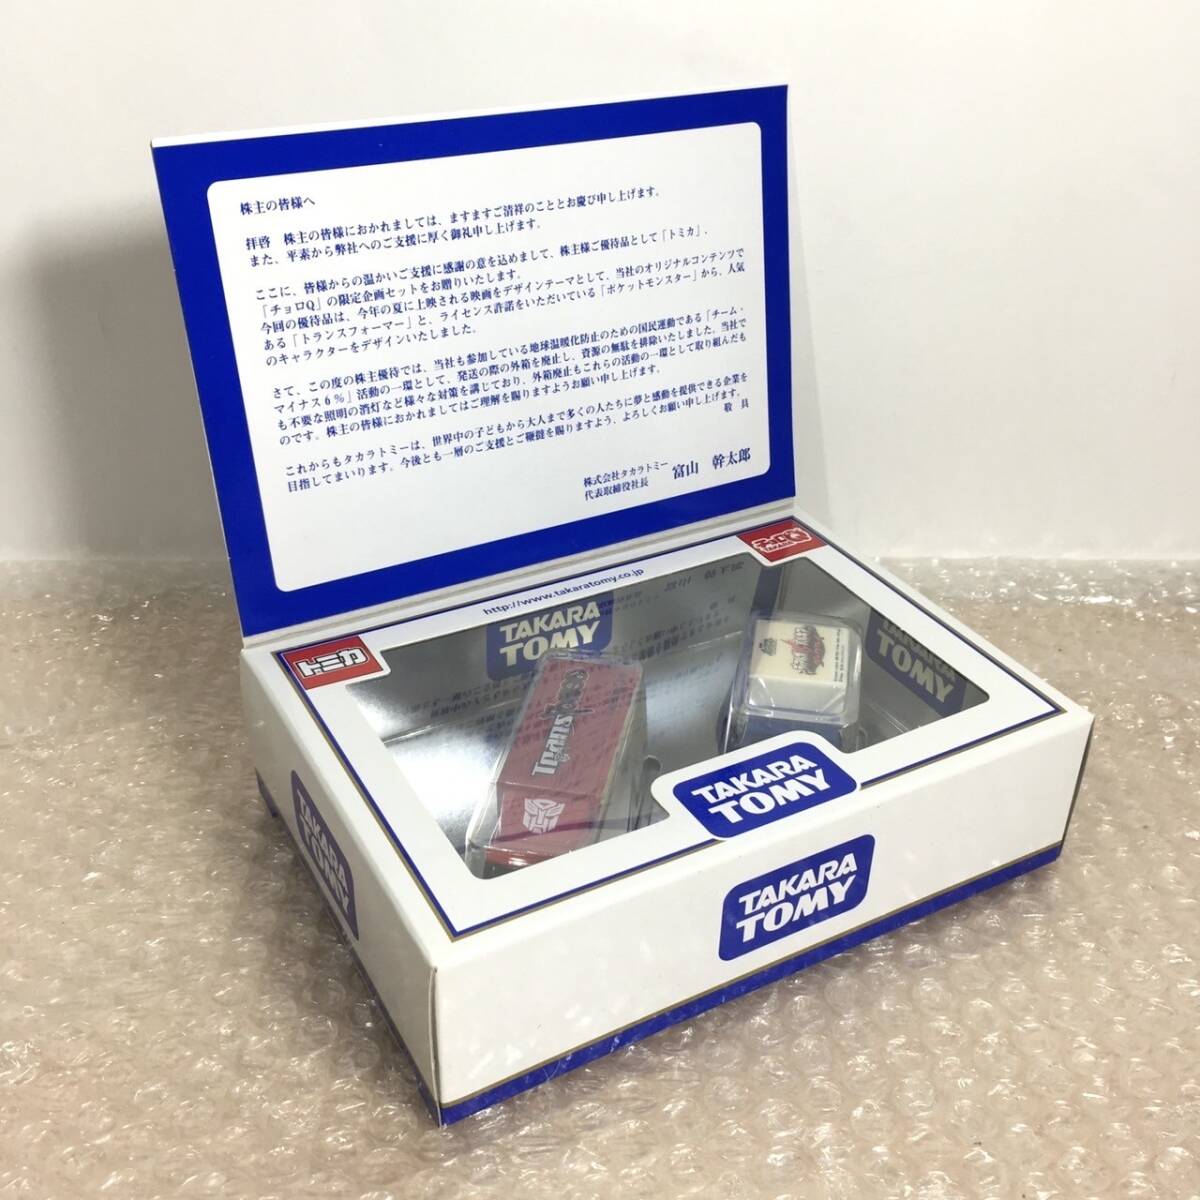 株主の皆様へ
拝啓　株主の皆様におかれましては、ますますご清祥のこととお慶び申し上げます。
また、平素から弊社へのご支援に厚く御礼申し上げます。
ここに、皆様からの温かいご支援に感謝の意を込めまして、株主様ご優待品として「トミカ」、
「チョロQ」の限定企画セットをお贈りいたします。
今回の優待品は、今年の夏に上映される映画をデザインテーマとして、当社のオリジナルコンテンツで
ある「トランスフォーマー」と、ライセンス許諾をいただいている「ポケットモンスター」から、人気
のキャラクターをデザインいたしました。
さて、この度の株主優待では、当社も参加している地球温暖化防止のための国民運動である「チーム・
マイナス6％」活動の一環として、発送の際の外箱を廃止し、資源の無駄を排除いたしました。当社で
も不要な照明の消灯など様々な対策を講じており、外箱廃止もこれらの活動の一環として取り組んだも
のです。株主の皆様におかれましてはご理解を賜りますようお願い申し上げます。
これからもタカラトミーは、世界中の子どもから大人まで多くの人たちに夢と感動を提供できる企業を
目指してまいります。今後とも一層のご支援とご鞭撻を賜りますよう、よろしくお願い申し上げます。
敬具
株式会社タカラトミー
代表取締役社長　富山　幹太郎
http://www.takaratomy.co.jp
チョロQ
トミカ
TAKARA
TOMY
TAKARA
TOMY
TAKARA
TOMY
TAKARA
TOMY
TAKARA
TOMY